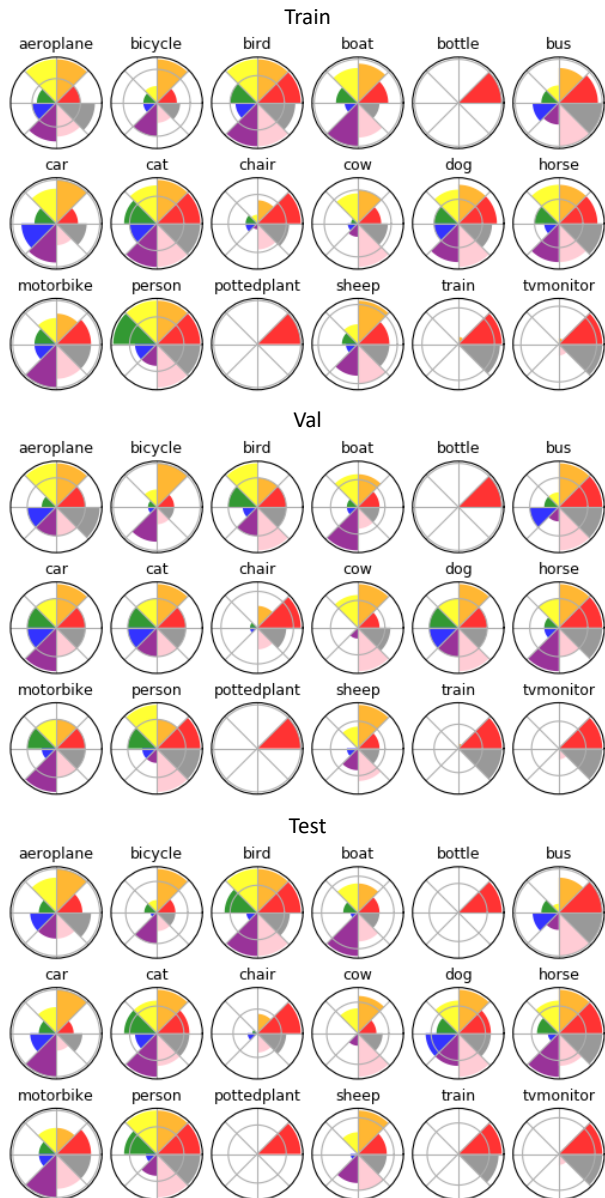 Train
aeroplane bicycle bird boat bottle bus
car cat chair cow dog horse
motorbike person pottedplant sheep train tvmonitor
Val
aeroplane bicycle bird boat bottle bus
car cat chair cow dog horse
motorbike person pottedplant sheep train tvmonitor
Test
aeroplane bicycle bird boat bottle bus
car cat chair cow dog horse
motorbike person pottedplant sheep train tvmonitor